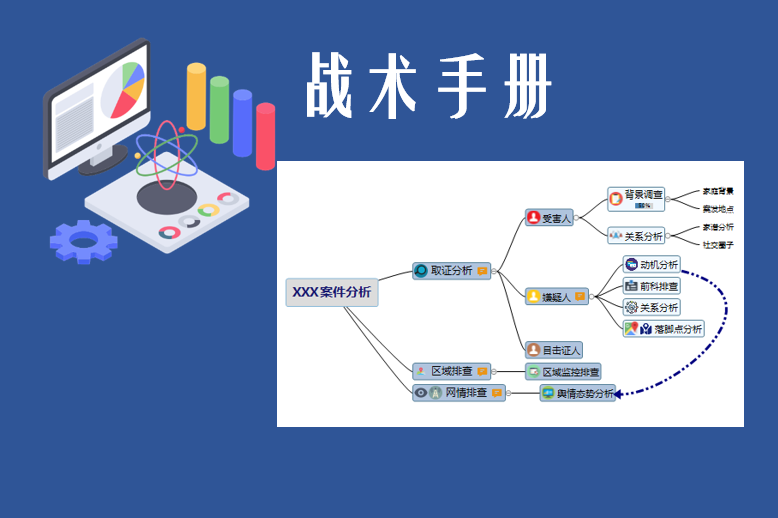 战术手册
XXX案件分析
取证分析
受害人
背景调查
家庭背景
案发地点
关系分析
家谱分析
社交圈子
嫌疑人
动机分析
前科排查
关系分析
落脚点分析
目击证人
区域排查
区域监控排查
网情排查
舆情态势分析